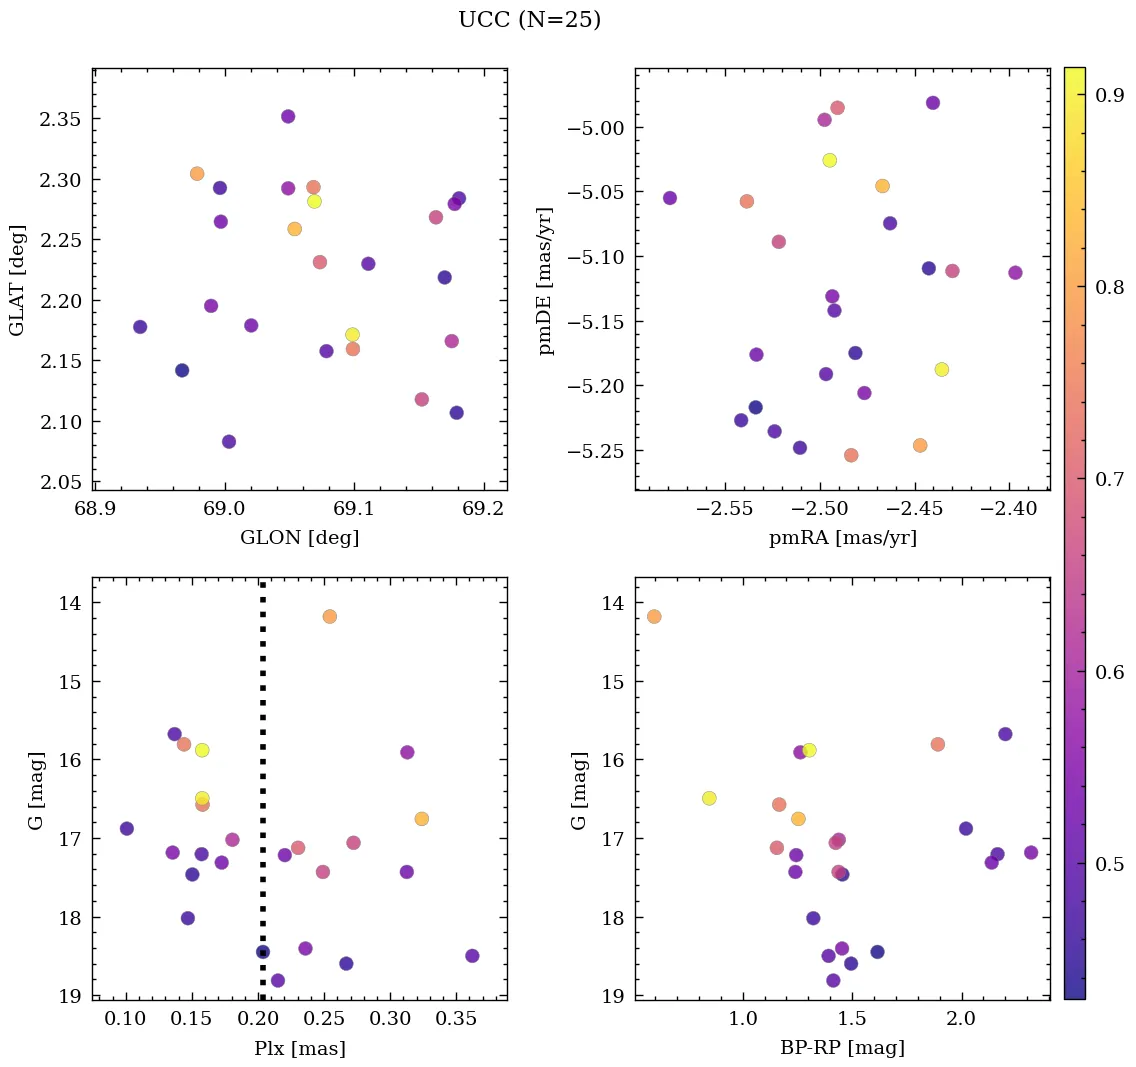 UCC (N=25)
2.35
2.30
2.25
2.20
2.15
2.10
2.05
GLAT [deg]
68.9 69.0 69.1 69.2
GLON [deg]
−5.00
−5.05
−5.10
−5.15
−5.20
−5.25
pmDE [mas/yr]
−2.55 −2.50 −2.45 −2.40
pmRA [mas/yr]
14
15
16
17
18
19
G [mag]
0.10 0.15 0.20 0.25 0.30 0.35
Plx [mas]
14
15
16
17
18
19
G [mag]
1.0 1.5 2.0
BP-RP [mag]
0.9
0.8
0.7
0.6
0.5